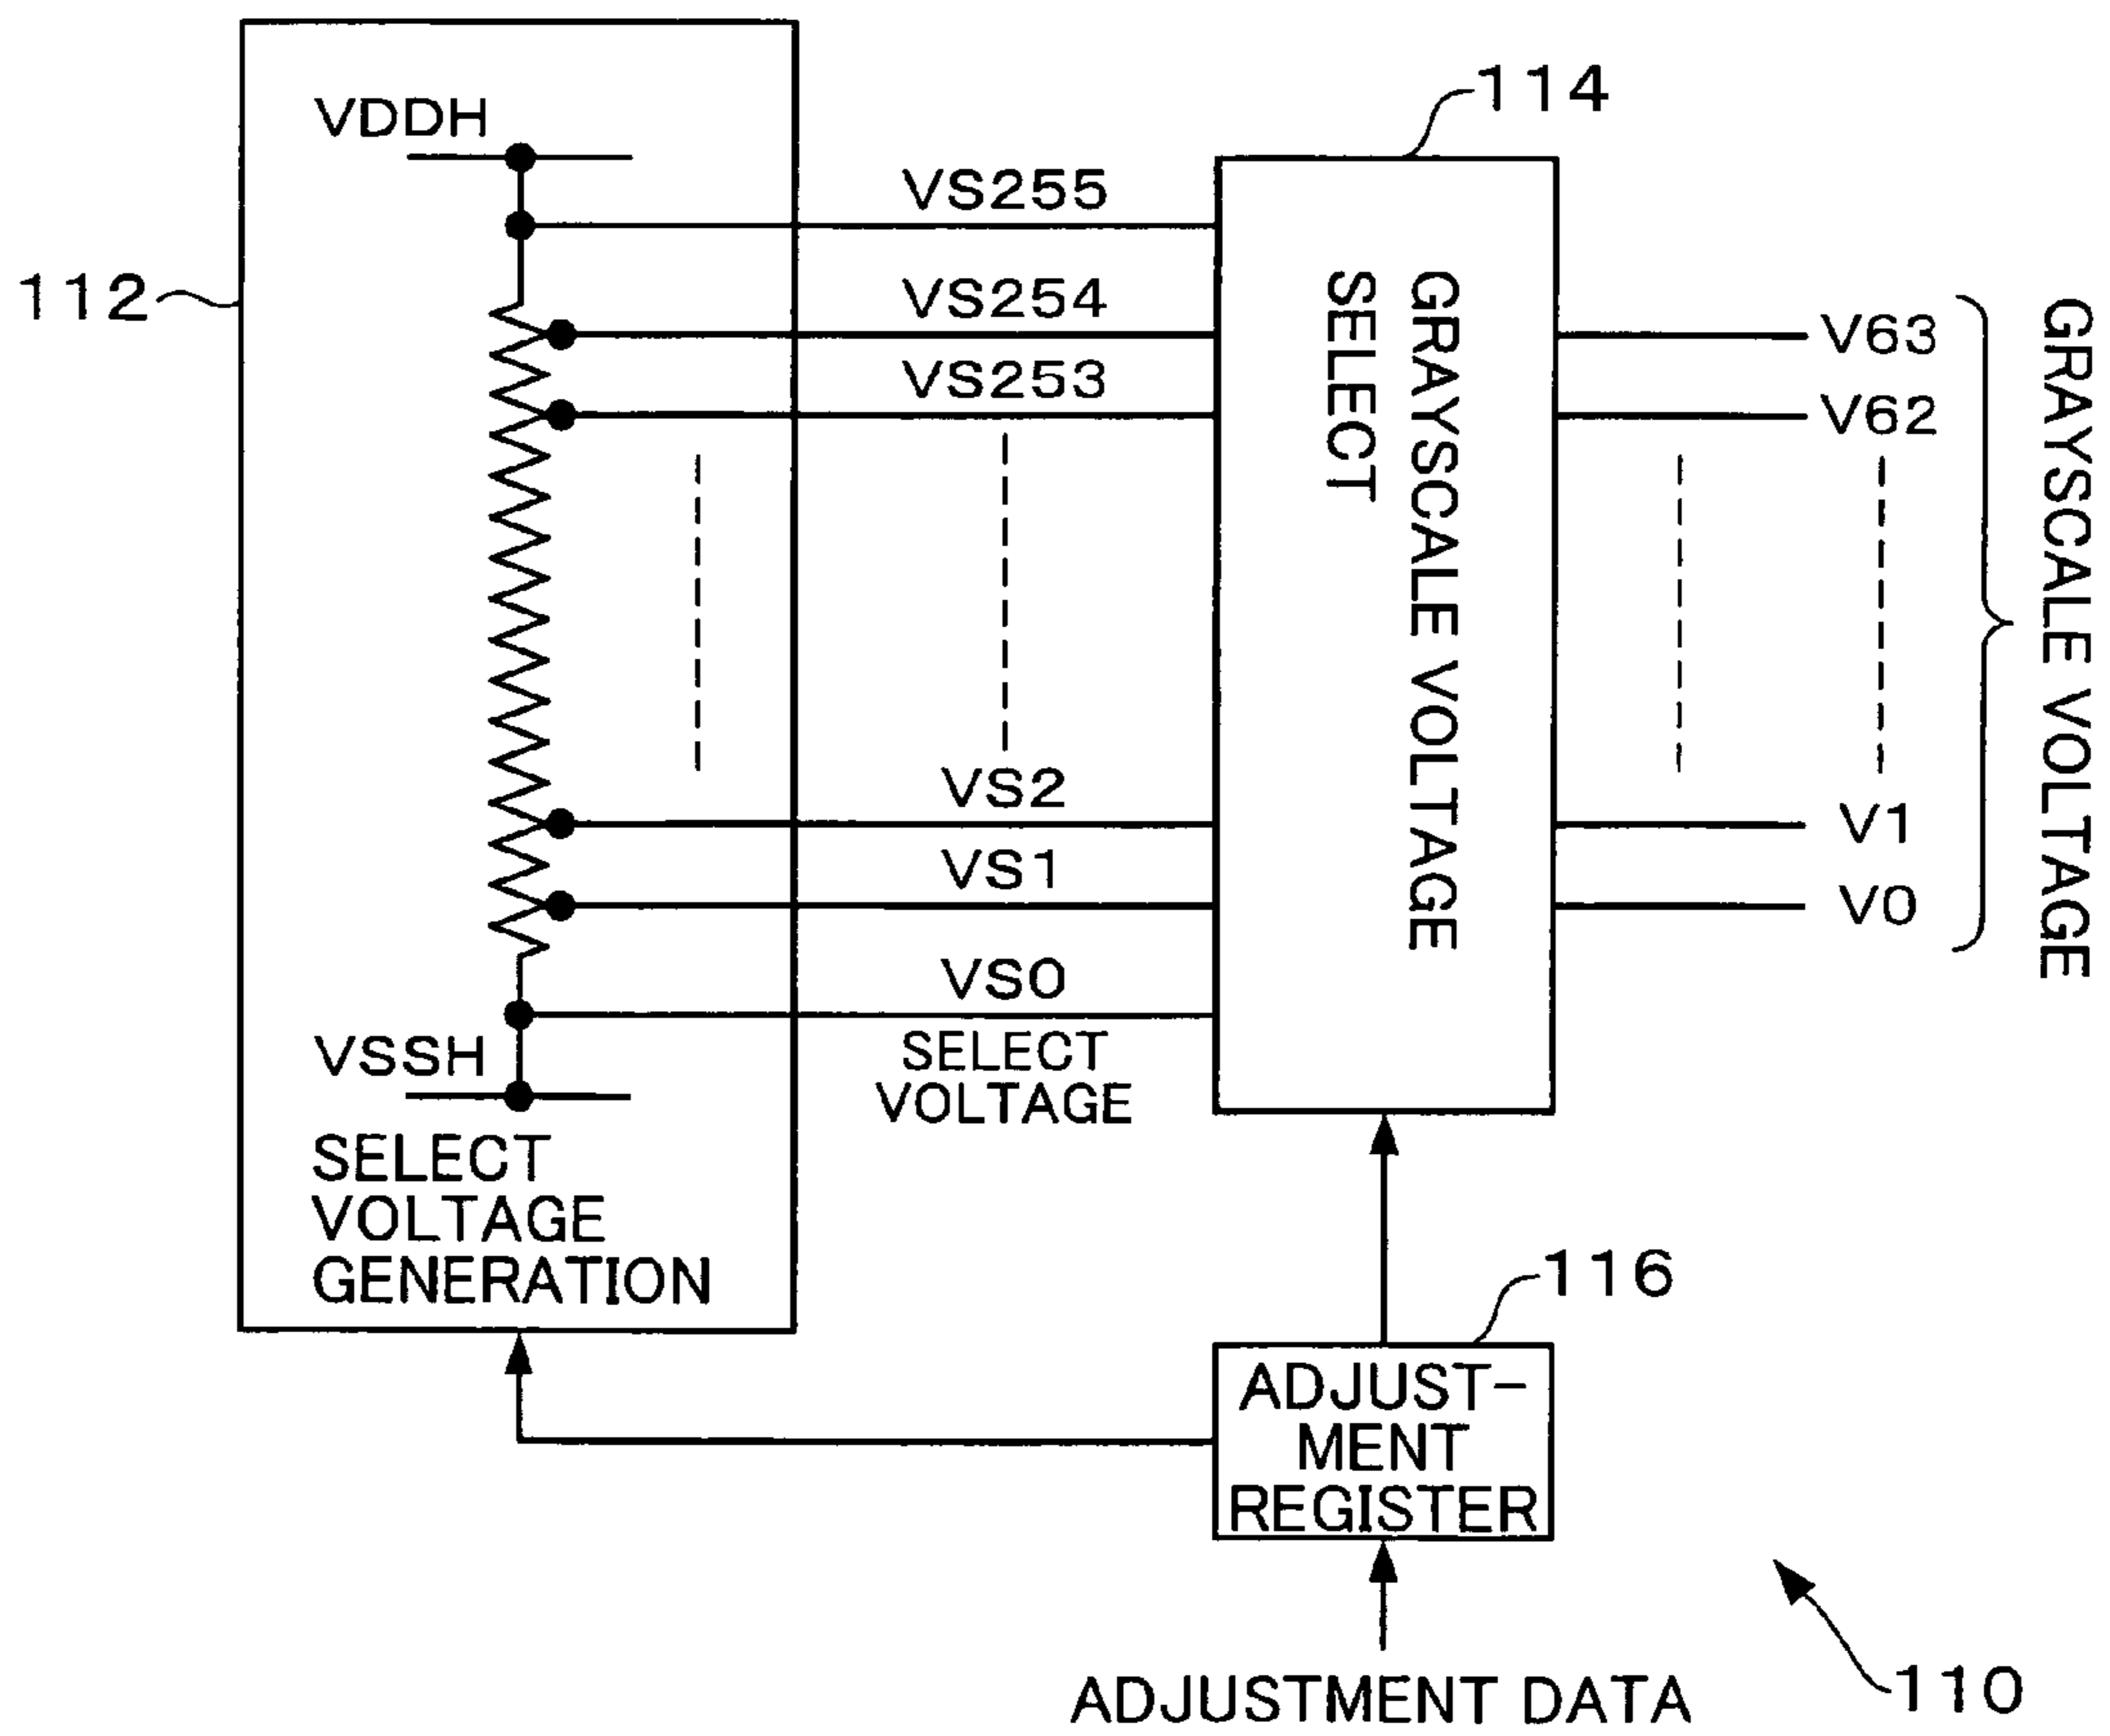 VDDH
112
VS255
VS254
VS253
VS2
VS1
VS0
SELECT
VOLTAGE
VSSH
SELECT
VOLTAGE
GENERATION
114
GRAYSCALE VOLTAGE
SELECT
V63
V62
V1
V0
GRAYSCALE VOLTAGE
116
ADJUST-
MENT
REGISTER
ADJUSTMENT DATA
110